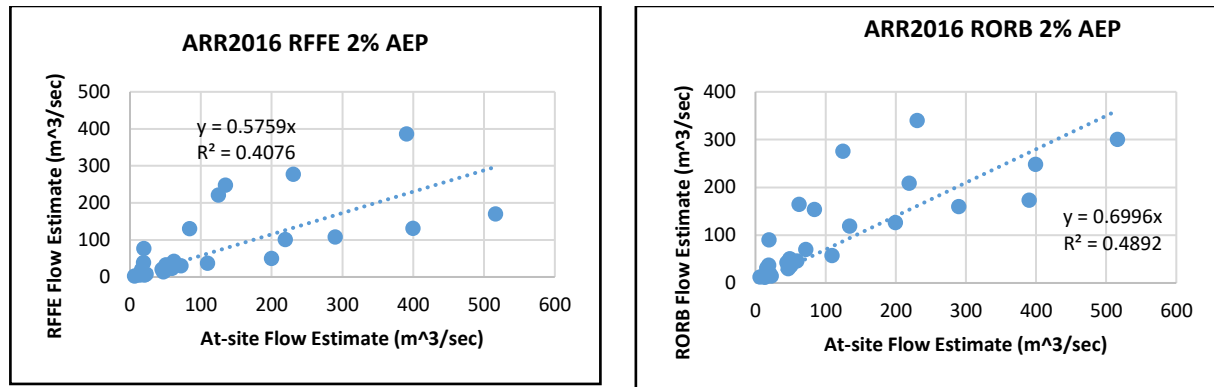 ARR2016 RFFE 2% AEP
RFFE Flow Estimate (m^3/sec)
500
400
300
200
100
0
y = 0.5759x
R² = 0.4076
0 100 200 300 400 500 600
At-site Flow Estimate (m^3/sec)
ARR2016 RORB 2% AEP
RORB Flow Estimate (m^3/sec)
400
300
200
100
0
y = 0.6996x
R² = 0.4892
0 100 200 300 400 500 600
At-site Flow Estimate (m^3/sec)